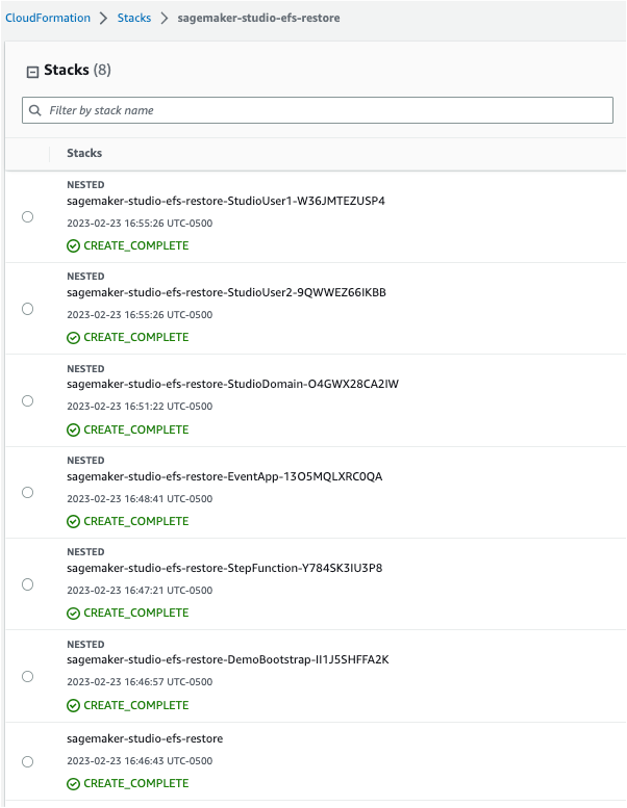 CloudFormation > Stacks > sagemaker-studio-efs-restore
Stacks (8)
Filter by stack name
Stacks
NESTED
sagemaker-studio-efs-restore-StudioUser1-W36JMTEZUSP4
2023-02-23 16:55:26 UTC-0500
CREATE_COMPLETE
NESTED
sagemaker-studio-efs-restore-StudioUser2-9QWWEZ66IKBB
2023-02-23 16:55:26 UTC-0500
CREATE_COMPLETE
NESTED
sagemaker-studio-efs-restore-StudioDomain-O4GWX28CA2IW
2023-02-23 16:51:22 UTC-0500
CREATE_COMPLETE
NESTED
sagemaker-studio-efs-restore-EventApp-13O5MQLXRC0QA
2023-02-23 16:48:41 UTC-0500
CREATE_COMPLETE
NESTED
sagemaker-studio-efs-restore-StepFunction-Y784SK3IU3P8
2023-02-23 16:47:21 UTC-0500
CREATE_COMPLETE
NESTED
sagemaker-studio-efs-restore-DemoBootstrap-II1J5SHFFA2K
2023-02-23 16:46:57 UTC-0500
CREATE_COMPLETE
sagemaker-studio-efs-restore
2023-02-23 16:46:43 UTC-0500
CREATE_COMPLETE